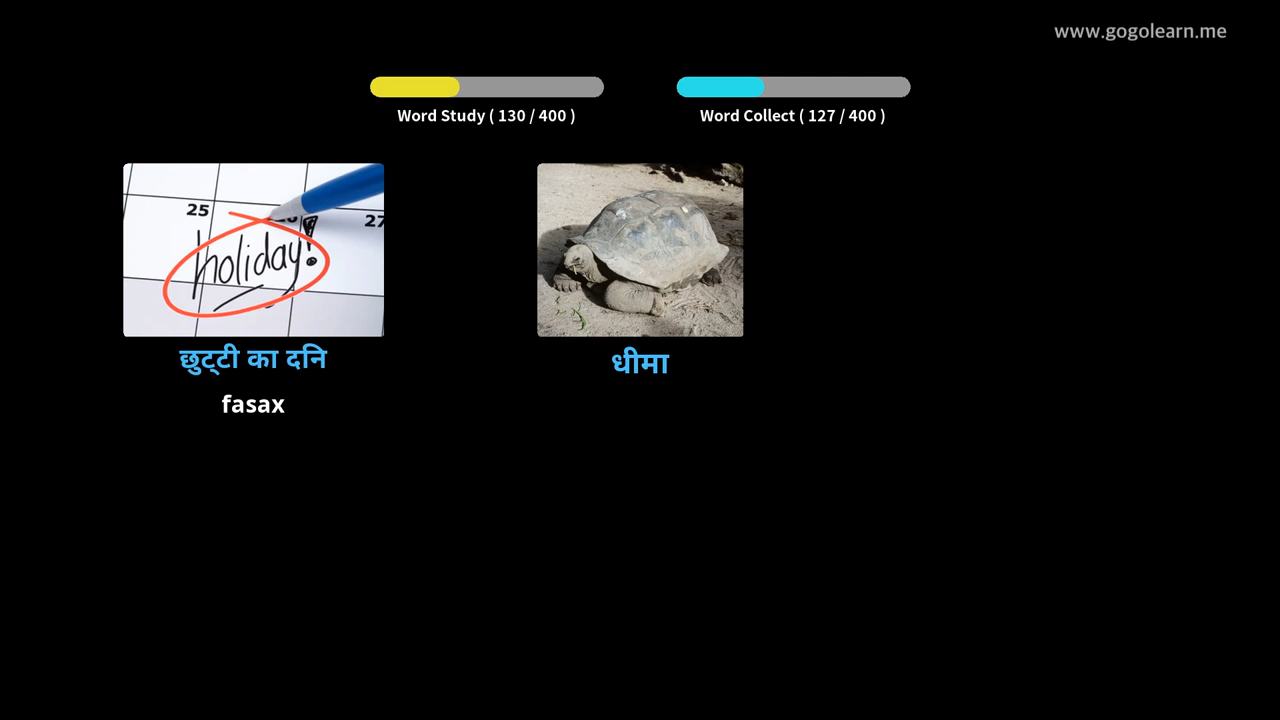 www.gogolearn.me
Word Study ( 130 / 400 )
Word Collect ( 127 / 400 )
25
27
holiday!
छुट्टी का दनि
fasax
धीमा